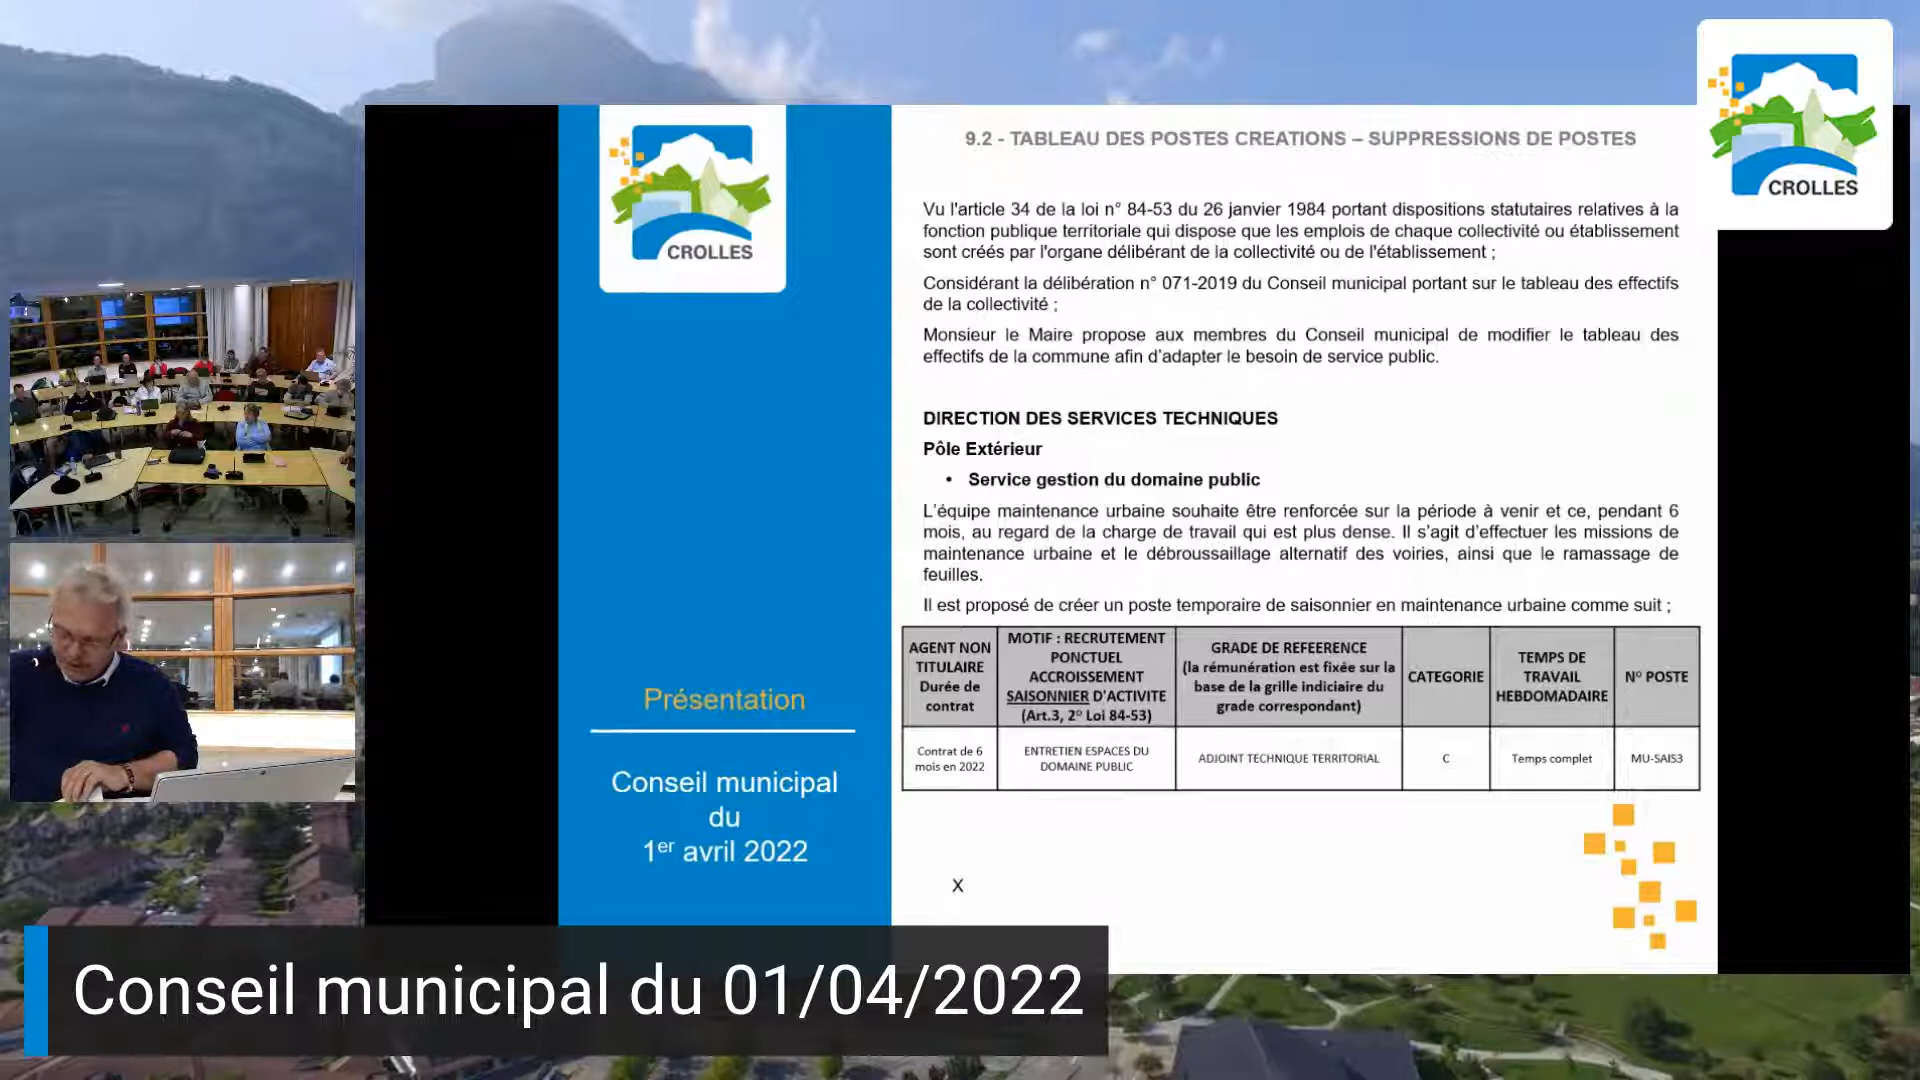 CROLLES
CROLLES
9.2 - TABLEAU DES POSTES CREATIONS – SUPPRESSIONS DE POSTES
Vu l'article 34 de la loi n° 84-53 du 26 janvier 1984 portant dispositions statutaires relatives à la
fonction publique territoriale qui dispose que les emplois de chaque collectivité ou établissement
sont créés par l'organe délibérant de la collectivité ou de l'établissement ;
Considérant la délibération n° 071-2019 du Conseil municipal portant sur le tableau des effectifs
de la collectivité ;
Monsieur le Maire propose aux membres du Conseil municipal de modifier le tableau des
effectifs de la commune afin d'adapter le besoin de service public.
DIRECTION DES SERVICES TECHNIQUES
Pôle Extérieur
• Service gestion du domaine public
L'équipe maintenance urbaine souhaite être renforcée sur la période à venir et ce, pendant 6
mois, au regard de la charge de travail qui est plus dense. Il s'agit d'effectuer les missions de
maintenance urbaine et le débroussaillage alternatif des voiries, ainsi que le ramassage de
feuilles.
Il est proposé de créer un poste temporaire de saisonnier en maintenance urbaine comme suit ;
AGENT NON
TITULAIRE
Durée de
contrat
MOTIF : RECRUTEMENT
PONCTUEL
ACCROISSEMENT
SAISONNIER D'ACTIVITE
(Art.3, 2° Loi 84-53)
GRADE DE REFEERENCE
(la rémunération est fixée sur la
base de la grille indiciaire du
grade correspondant)
CATEGORIE
TEMPS DE
TRAVAIL
HEBDOMADAIRE
N° POSTE
Contrat de 6
mois en 2022
ENTRETIEN ESPACES DU
DOMAINE PUBLIC
ADJOINT TECHNIQUE TERRITORIAL
C
Temps complet
MU-SAIS3
X
Présentation
Conseil municipal
du
1er avril 2022
Conseil municipal du 01/04/2022